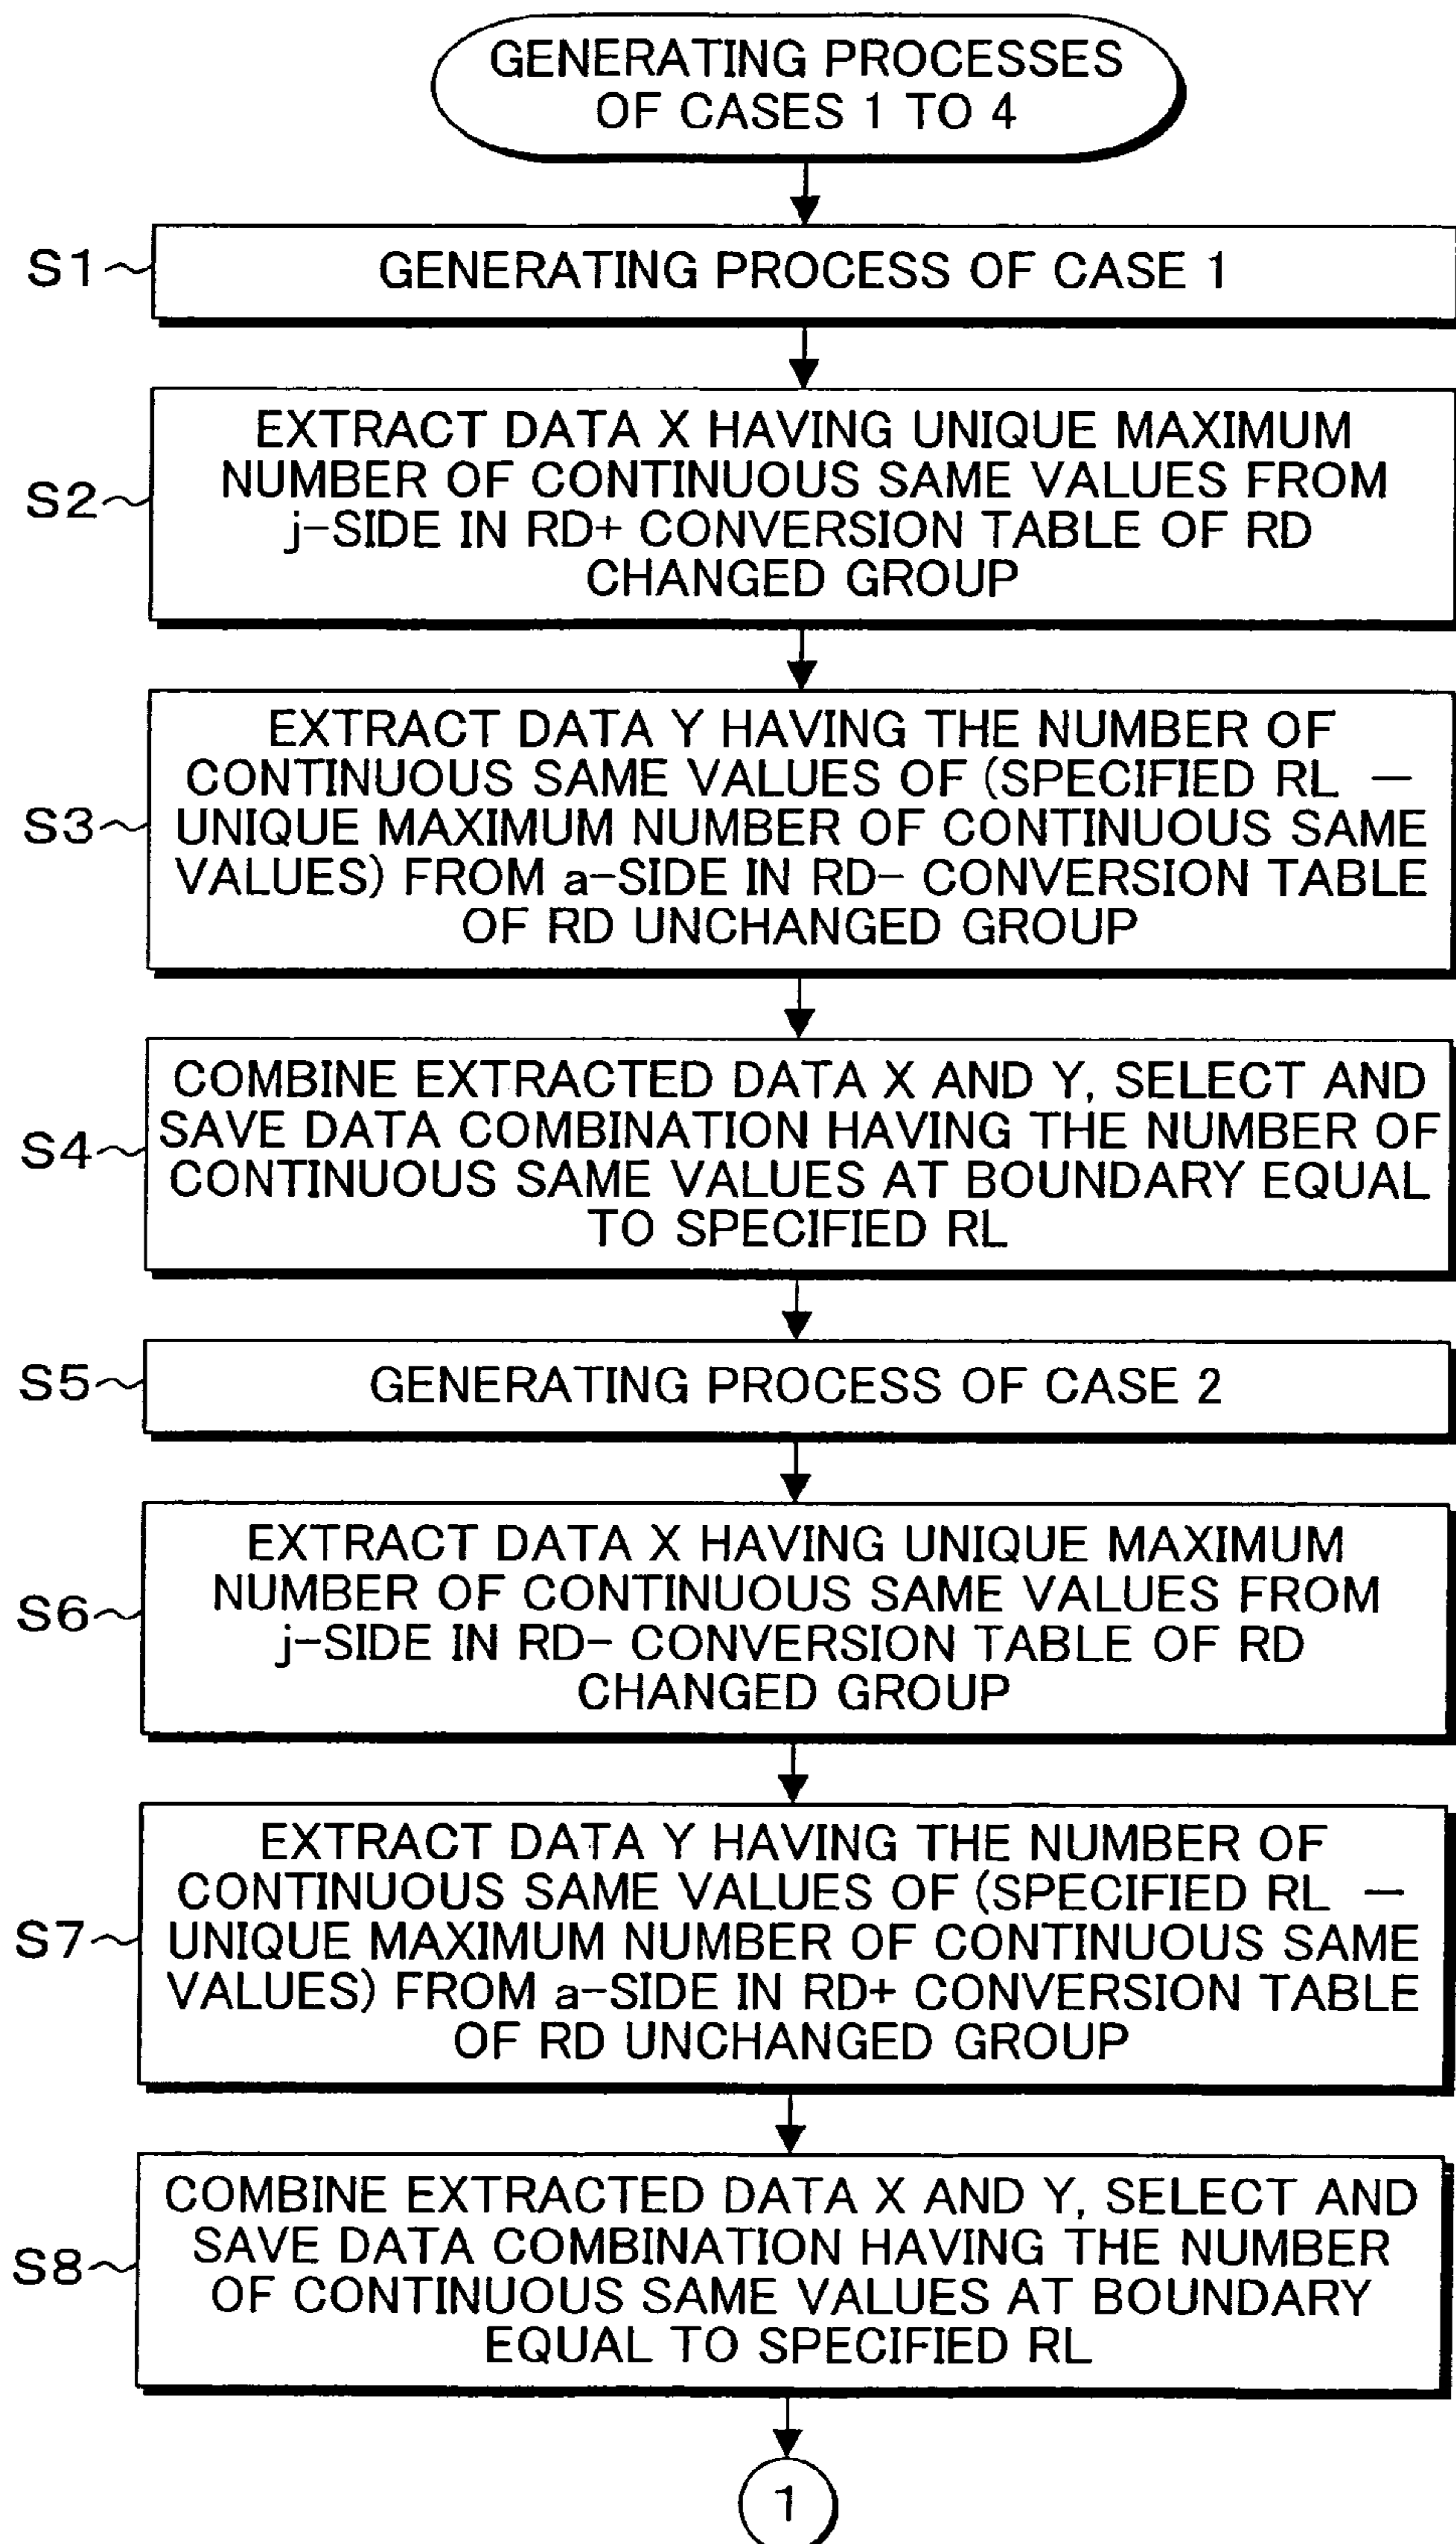 GENERATING PROCESSES
OF CASES 1 TO 4
S1
GENERATING PROCESS OF CASE 1
S2
EXTRACT DATA X HAVING UNIQUE MAXIMUM
NUMBER OF CONTINUOUS SAME VALUES FROM
j-SIDE IN RD+ CONVERSION TABLE OF RD
CHANGED GROUP
S3
EXTRACT DATA Y HAVING THE NUMBER OF
CONTINUOUS SAME VALUES OF (SPECIFIED RL —
UNIQUE MAXIMUM NUMBER OF CONTINUOUS SAME
VALUES) FROM a-SIDE IN RD- CONVERSION TABLE
OF RD UNCHANGED GROUP
S4
COMBINE EXTRACTED DATA X AND Y, SELECT AND
SAVE DATA COMBINATION HAVING THE NUMBER OF
CONTINUOUS SAME VALUES AT BOUNDARY EQUAL
TO SPECIFIED RL
S5
GENERATING PROCESS OF CASE 2
S6
EXTRACT DATA X HAVING UNIQUE MAXIMUM
NUMBER OF CONTINUOUS SAME VALUES FROM
j-SIDE IN RD- CONVERSION TABLE OF RD
CHANGED GROUP
S7
EXTRACT DATA Y HAVING THE NUMBER OF
CONTINUOUS SAME VALUES OF (SPECIFIED RL —
UNIQUE MAXIMUM NUMBER OF CONTINUOUS SAME
VALUES) FROM a-SIDE IN RD+ CONVERSION TABLE
OF RD UNCHANGED GROUP
S8
COMBINE EXTRACTED DATA X AND Y, SELECT AND
SAVE DATA COMBINATION HAVING THE NUMBER
OF CONTINUOUS SAME VALUES AT BOUNDARY
EQUAL TO SPECIFIED RL
1